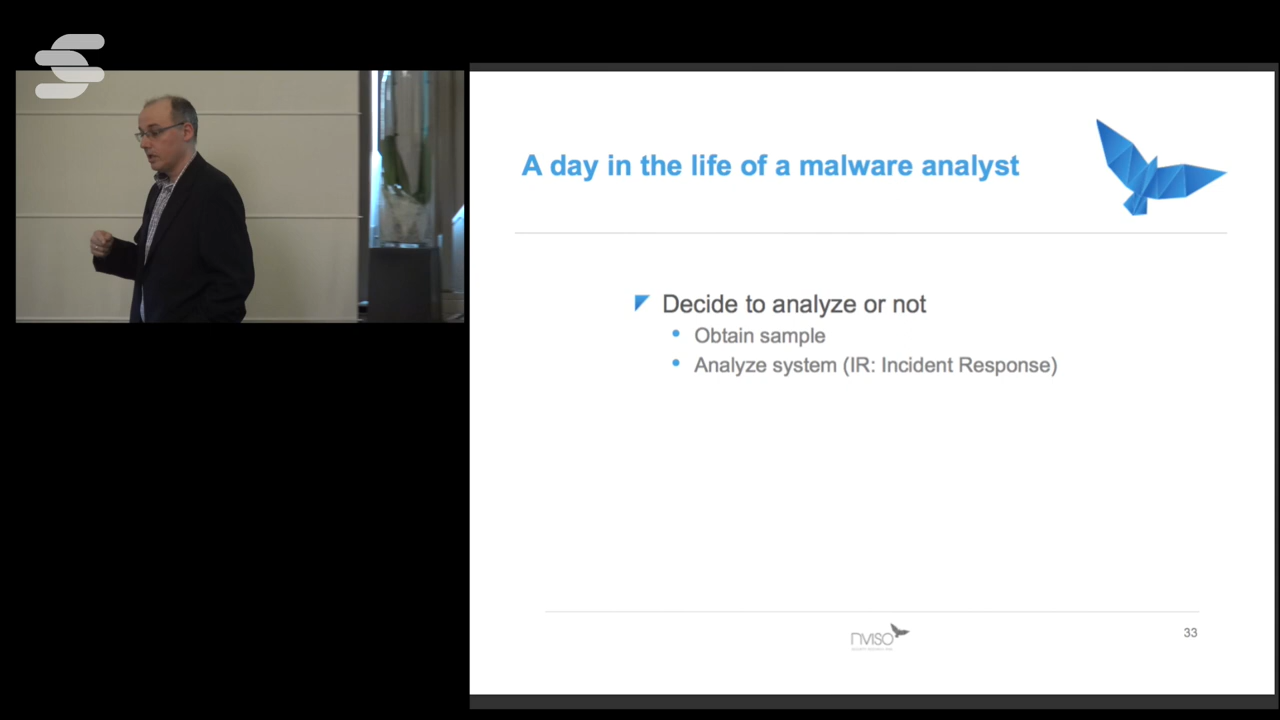 A day in the life of a malware analyst
Decide to analyze or not
Obtain sample
Analyze system (IR: Incident Response)
NVISO
33